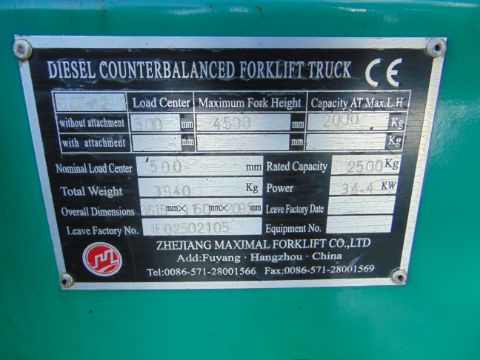 DIESEL COUNTERBALANCED FORKLIFT TRUCK CE
Load Center Maximum Fork Height Capacity AT Max.L.H
without attachment 500 mm 4500 mm 2000 Kg
with attachment mm mm Kg
Nominal Load Center 500 mm Rated Capacity 2500 Kg
Total Weight 3940 Kg Power 34.4 KW
Overall Dimensions mm× mm× mm Leave Factory Date
Leave Factory No. Equipment No.
ZHEJIANG MAXIMAL FORKLIFT CO.,LTD
Add:Fuyang · Hangzhou · China
Tel:0086-571-28001566 Fax:0086-571-28001569